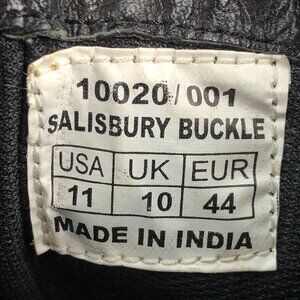 10020/001
SALISBURY BUCKLE
USA UK EUR
11 10 44
MADE IN INDIA